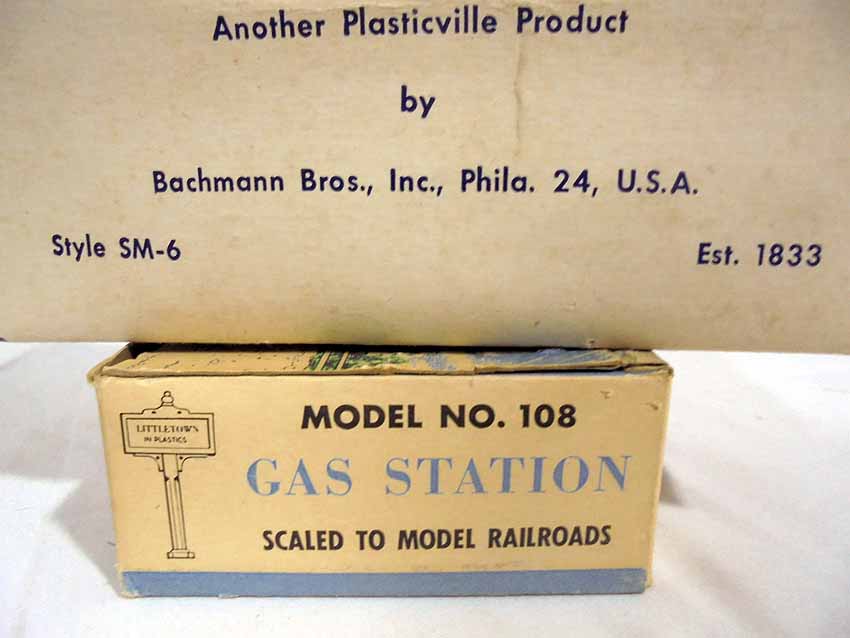 Another Plasticville Product
by
Bachmann Bros., Inc., Phila. 24, U.S.A.
Style SM-6 Est. 1833
LITTLETOWN
IN PLASTICS
MODEL NO. 108
GAS STATION
SCALED TO MODEL RAILROADS